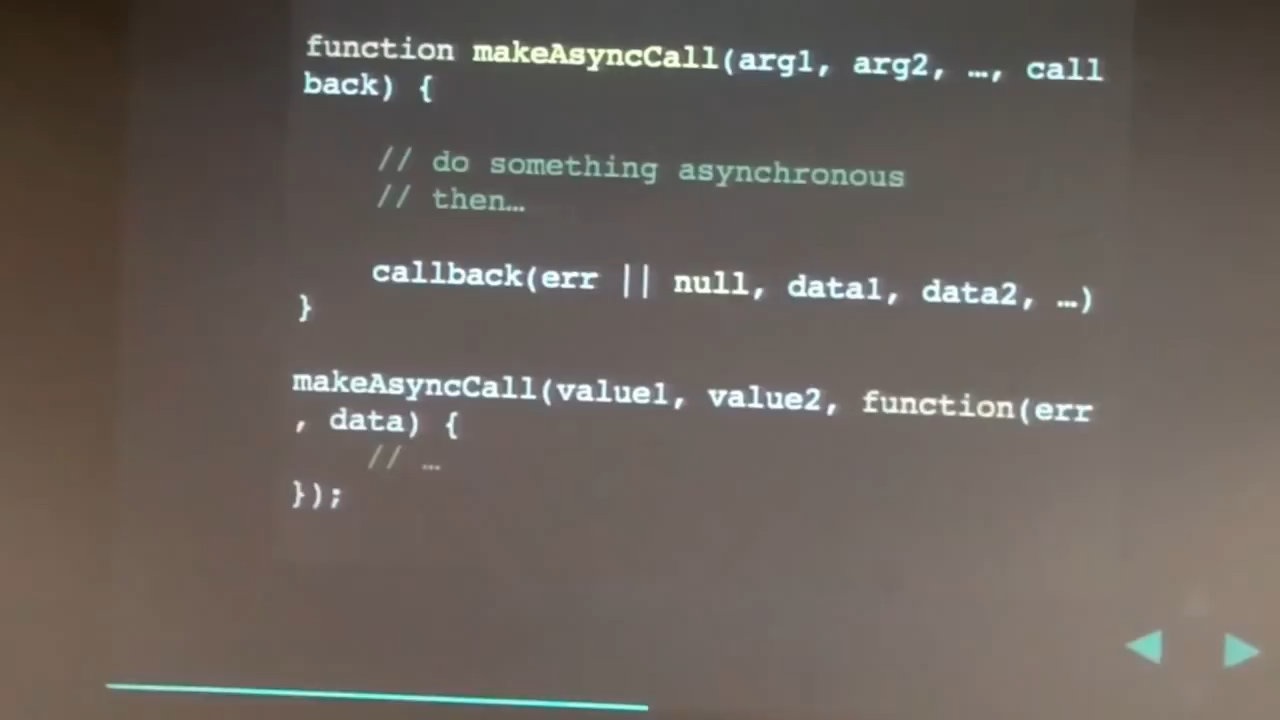 function makeAsyncCall(arg1, arg2, …, call
back) {
// do something asynchronous
// then…
callback(err || null, data1, data2, …)
}
makeAsyncCall(value1, value2, function(err
, data) {
// …
});